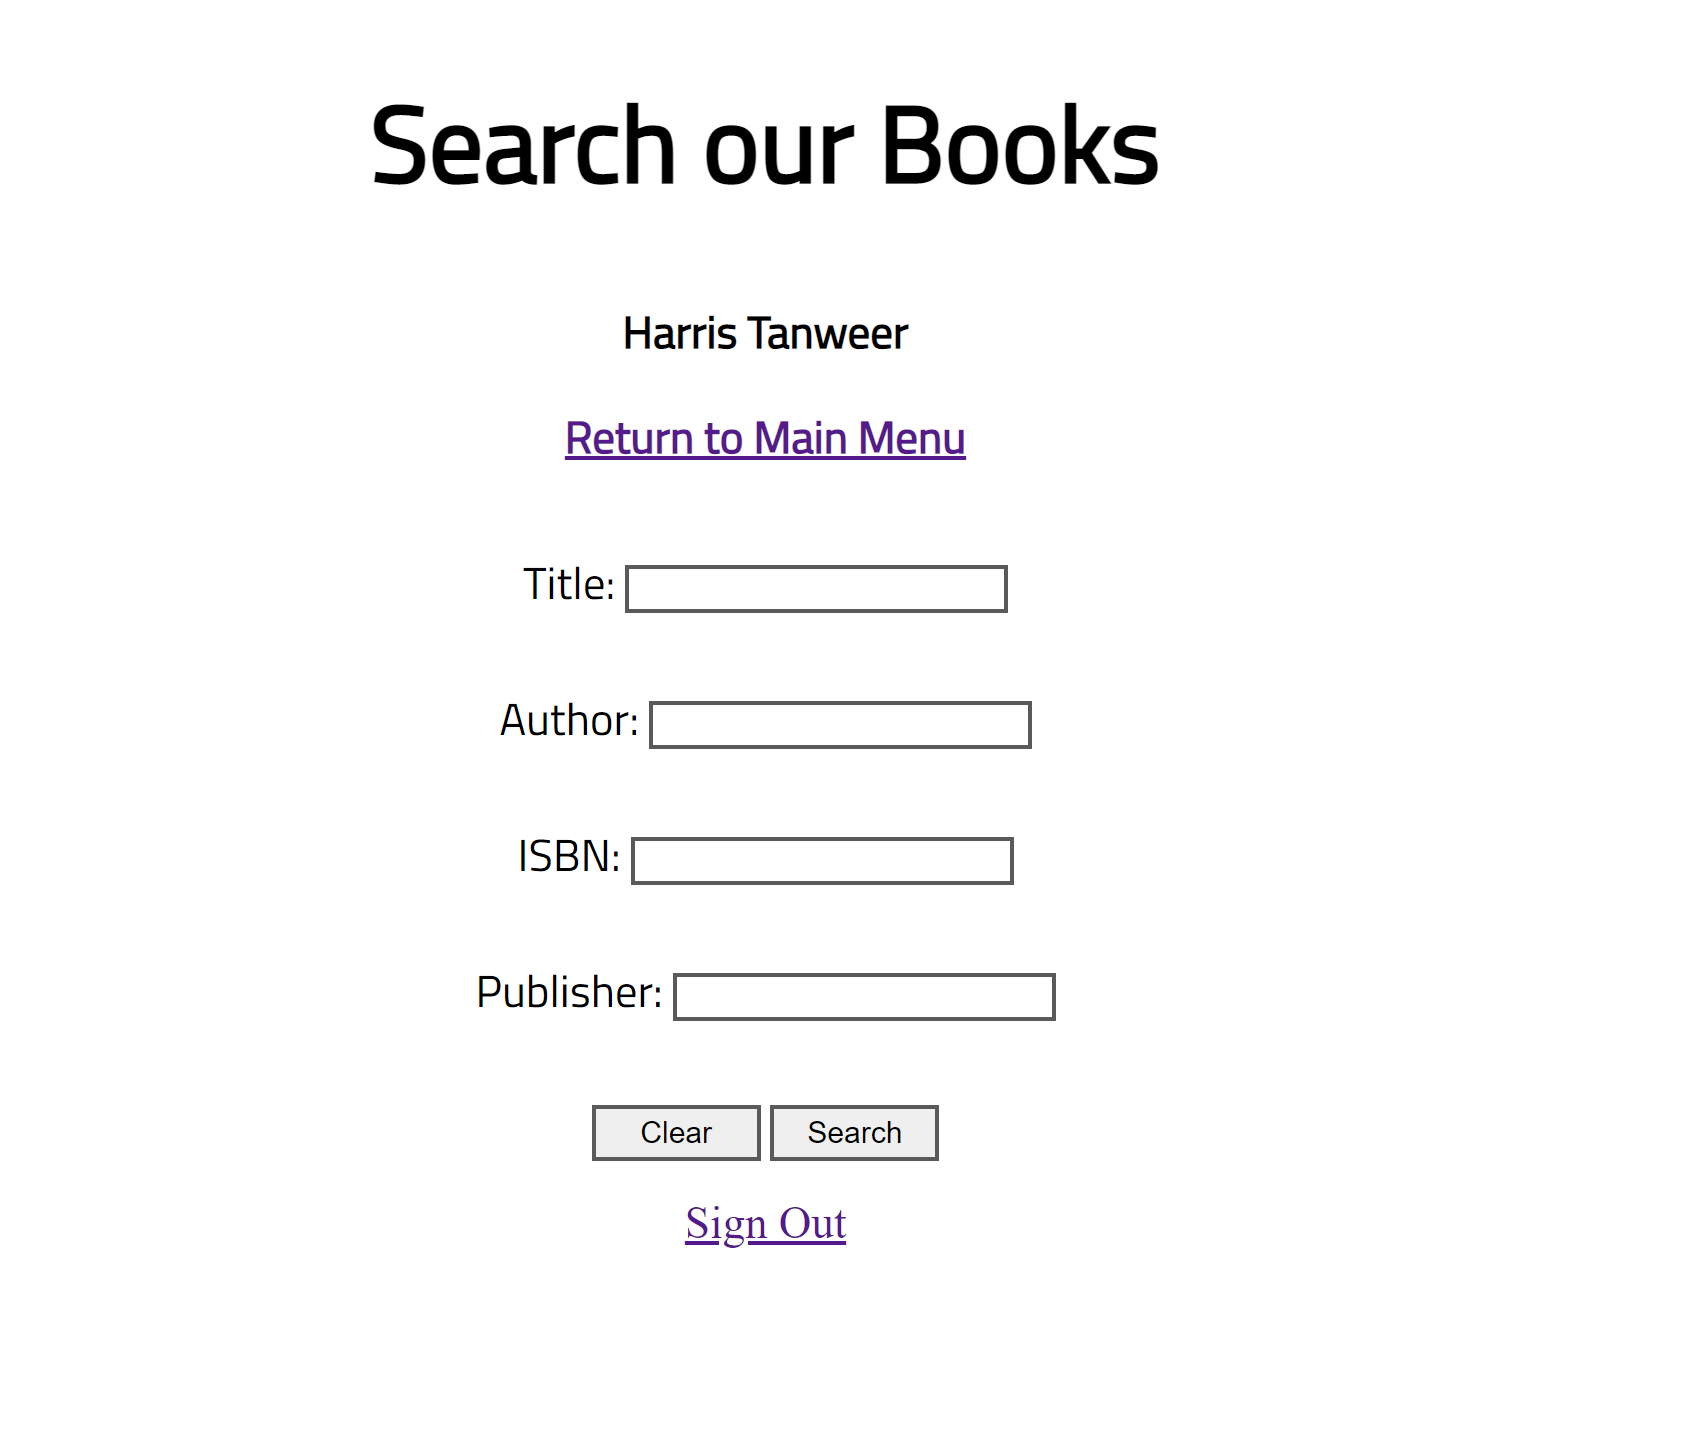 Search our Books
Harris Tanweer
Return to Main Menu
Title:
Author:
ISBN:
Publisher:
Clear Search
Sign Out